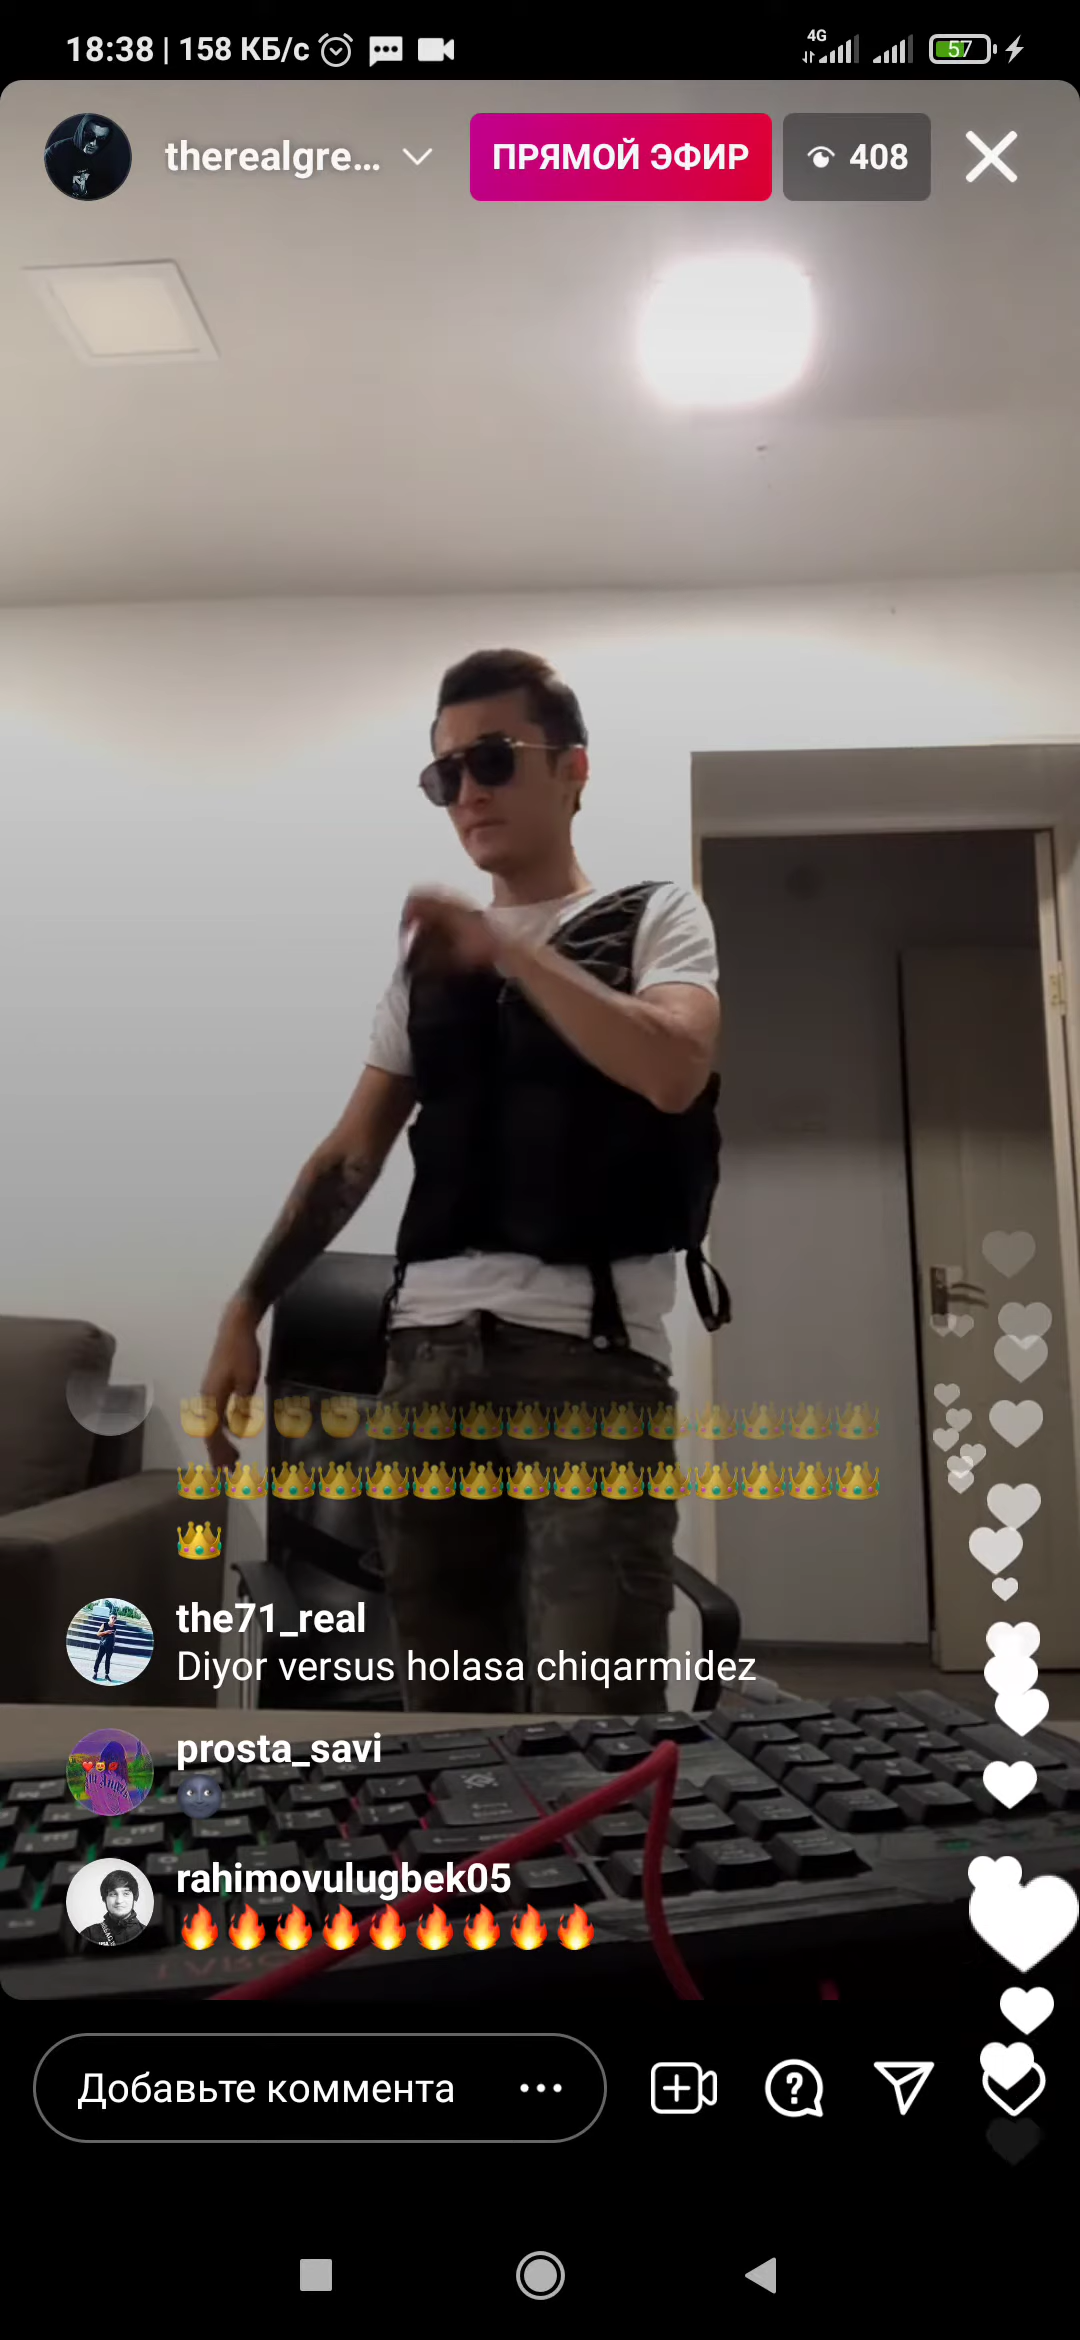 18:38 | 158 КБ/с
4G
57
therealgre...
ПРЯМОЙ ЭФИР
408
the71_real
Diyor versus holasa chiqarmidez
prosta_savi
rahimovulugbek05
Добавьте коммента